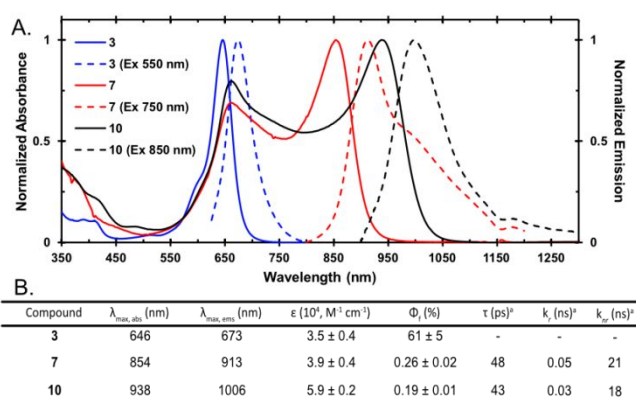 A.
Normalized Absorbance
Normalized Emission
1
0.5
0
1
0.5
0
3
3 (Ex 550 nm)
7
7 (Ex 750 nm)
10
10 (Ex 850 nm)
350 450 550 650 750 850 950 1050 1150 1250
Wavelength (nm)
B.
Compound λmax, abs (nm) λmax, ems (nm) ε (10⁴, M⁻¹ cm⁻¹) Φf (%) τ (ps)ᵃ kr (ns)ᵃ knr (ns)ᵃ
3 646 673 3.5 ± 0.4 61 ± 5 - - -
7 854 913 3.9 ± 0.4 0.26 ± 0.02 48 0.05 21
10 938 1006 5.9 ± 0.2 0.19 ± 0.01 43 0.03 18